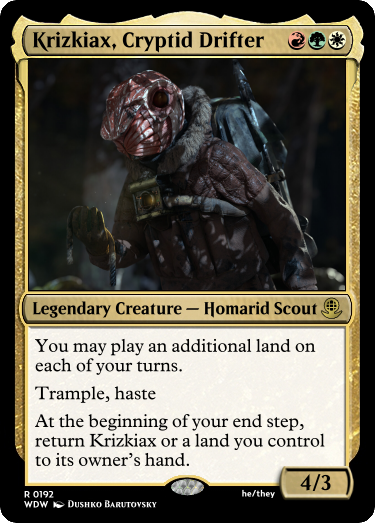 Krizkiax, Cryptid Drifter
Legendary Creature — Homarid Scout
You may play an additional land on
each of your turns.
Trample, haste
At the beginning of your end step,
return Krizkiax or a land you control
to its owner's hand.
4/3
R 0192
WDW Dushko Barutovsky
he/they